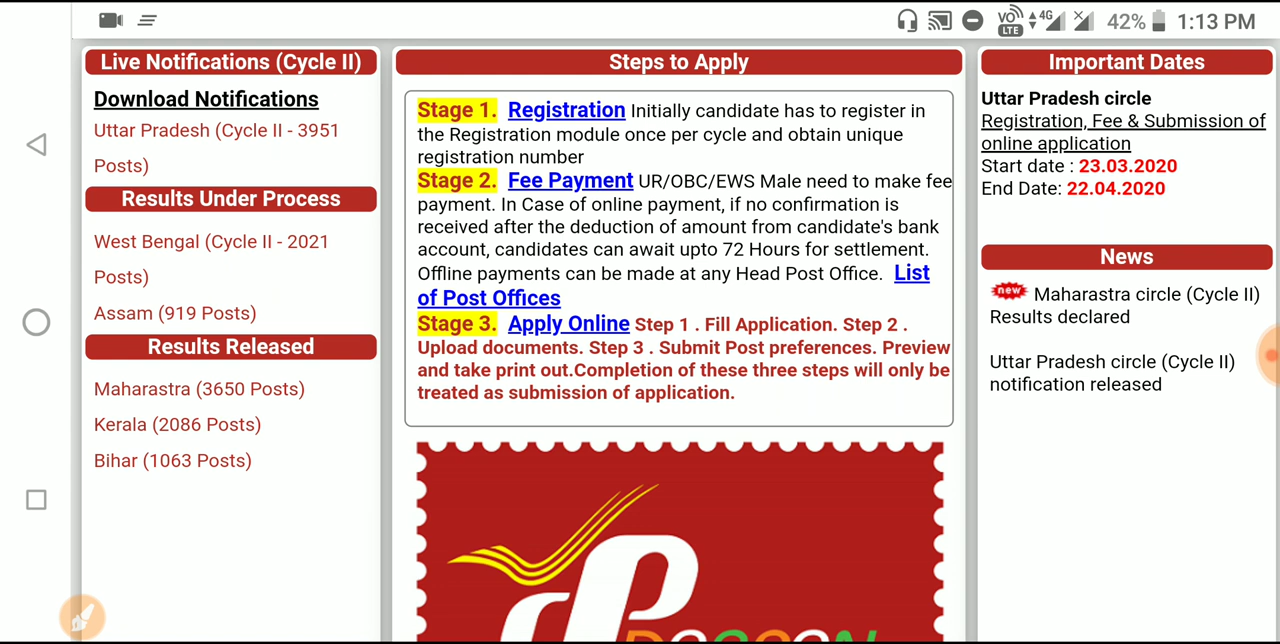 VO
LTE
4G
42%
1:13 PM
Live Notifications (Cycle II)
Download Notifications
Uttar Pradesh (Cycle II - 3951
Posts)
Results Under Process
West Bengal (Cycle II - 2021
Posts)
Assam (919 Posts)
Results Released
Maharastra (3650 Posts)
Kerala (2086 Posts)
Bihar (1063 Posts)
Steps to Apply
Stage 1. Registration Initially candidate has to register in
the Registration module once per cycle and obtain unique
registration number
Stage 2. Fee Payment UR/OBC/EWS Male need to make fee
payment. In Case of online payment, if no confirmation is
received after the deduction of amount from candidate's bank
account, candidates can await upto 72 Hours for settlement.
Offline payments can be made at any Head Post Office. List
of Post Offices
Stage 3. Apply Online Step 1 . Fill Application. Step 2 .
Upload documents. Step 3 . Submit Post preferences. Preview
and take print out.Completion of these three steps will only be
treated as submission of application.
Important Dates
Uttar Pradesh circle
Registration, Fee & Submission of
online application
Start date : 23.03.2020
End Date: 22.04.2020
News
new Maharastra circle (Cycle II)
Results declared
Uttar Pradesh circle (Cycle II)
notification released